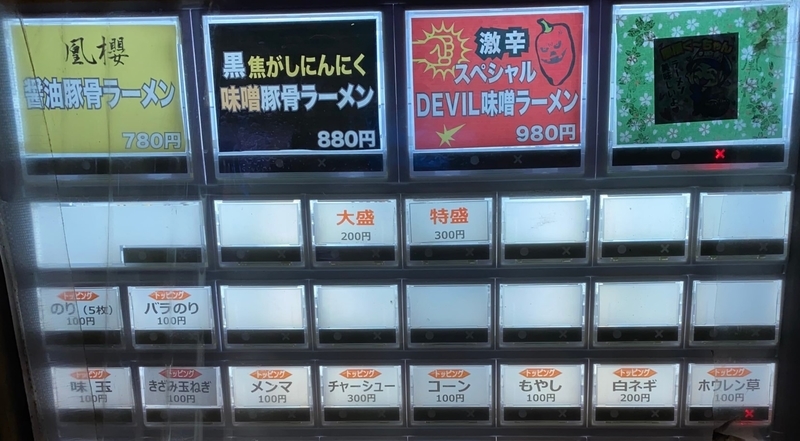 凰櫻
醤油豚骨ラーメン
780円
黒 焦がしにんにく
味噌豚骨ラーメン
880円
激辛
スペシャル
DEVIL味噌ラーメン
980円
大盛
200円
特盛
300円
トッピング
のり（5枚）
100円
トッピング
バラのり
100円
トッピング
味玉
100円
トッピング
きざみ玉ねぎ
100円
トッピング
メンマ
100円
トッピング
チャーシュー
300円
トッピング
コーン
100円
トッピング
もやし
100円
トッピング
白ネギ
200円
トッピング
ホウレン草
100円